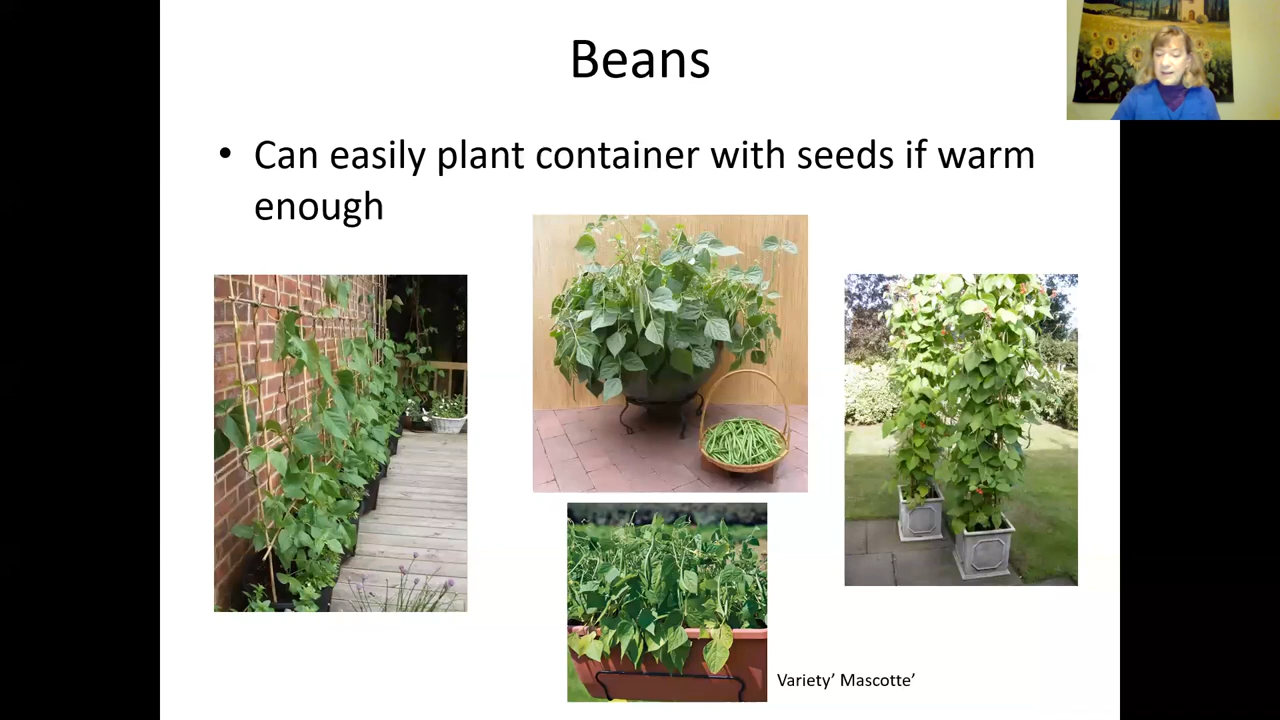 Beans
• Can easily plant container with seeds if warm
enough
Variety’ Mascotte’